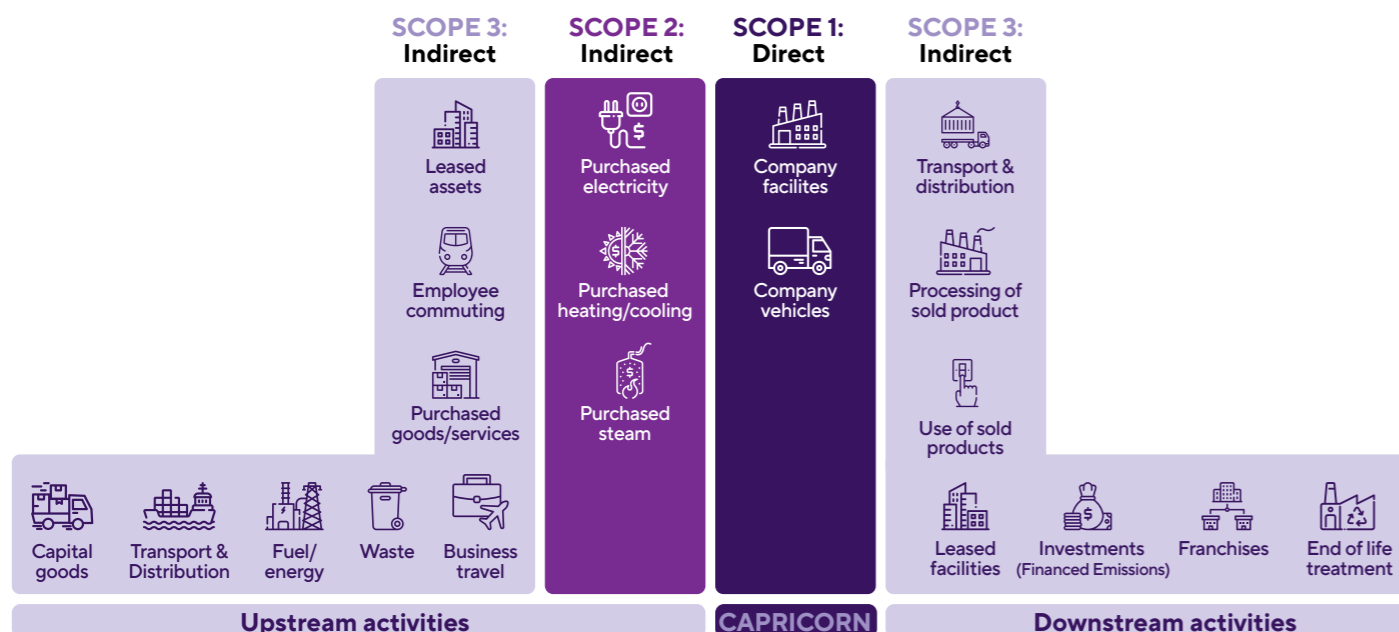 SCOPE 3:
Indirect
SCOPE 2:
Indirect
SCOPE 1:
Direct
SCOPE 3:
Indirect
Leased
assets
Employee
commuting
Purchased
goods/services
Capital
goods
Transport &
Distribution
Fuel/
energy
Waste
Business
travel
Purchased
electricity
Purchased
heating/cooling
Purchased
steam
Company
facilites
Company
vehicles
Transport &
distribution
Processing of
sold product
Use of sold
products
Leased
facilities
Investments
(Financed Emissions)
Franchises
End of life
treatment
Upstream activities
CAPRICORN
Downstream activities